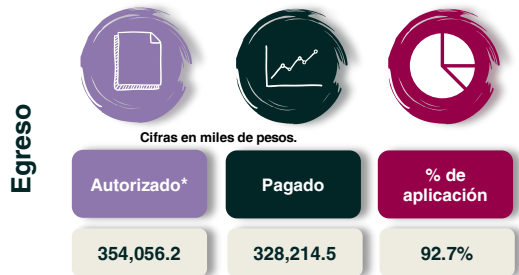 Egreso
Cifras en miles de pesos.
Autorizado*
Pagado
% de
aplicación
354,056.2
328,214.5
92.7%